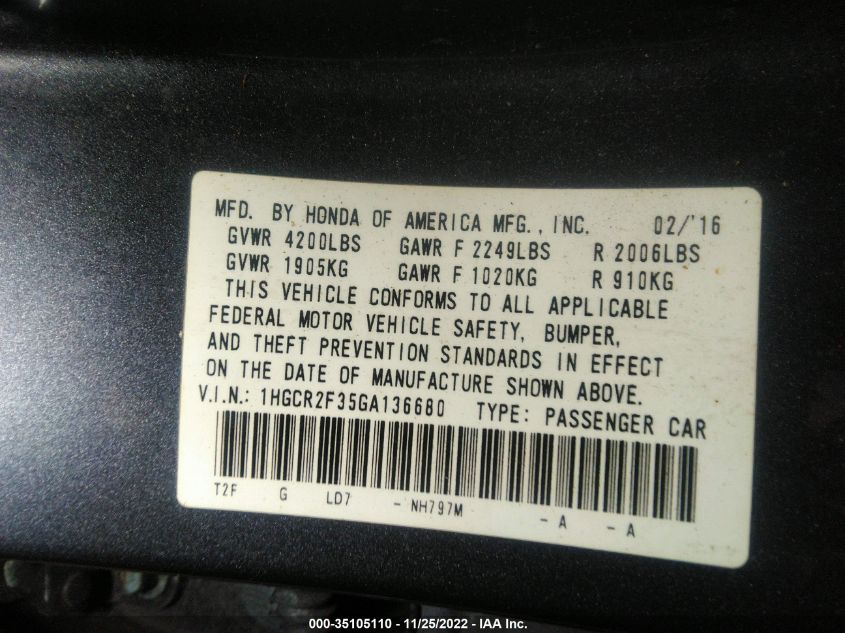 MFD. BY HONDA OF AMERICA MFG., INC. 02/'16
GVWR 4200LBS GAWR F 2249LBS R 2006LBS
GVWR 1905KG GAWR F 1020KG R 910KG
THIS VEHICLE CONFORMS TO ALL APPLICABLE
FEDERAL MOTOR VEHICLE SAFETY, BUMPER,
AND THEFT PREVENTION STANDARDS IN EFFECT
ON THE DATE OF MANUFACTURE SHOWN ABOVE.
V.I.N.: 1HGCR2F35GA136680 TYPE: PASSENGER CAR
T2F G LD7 - NH797M - A - A
000-35105110 - 11/25/2022 - IAA Inc.